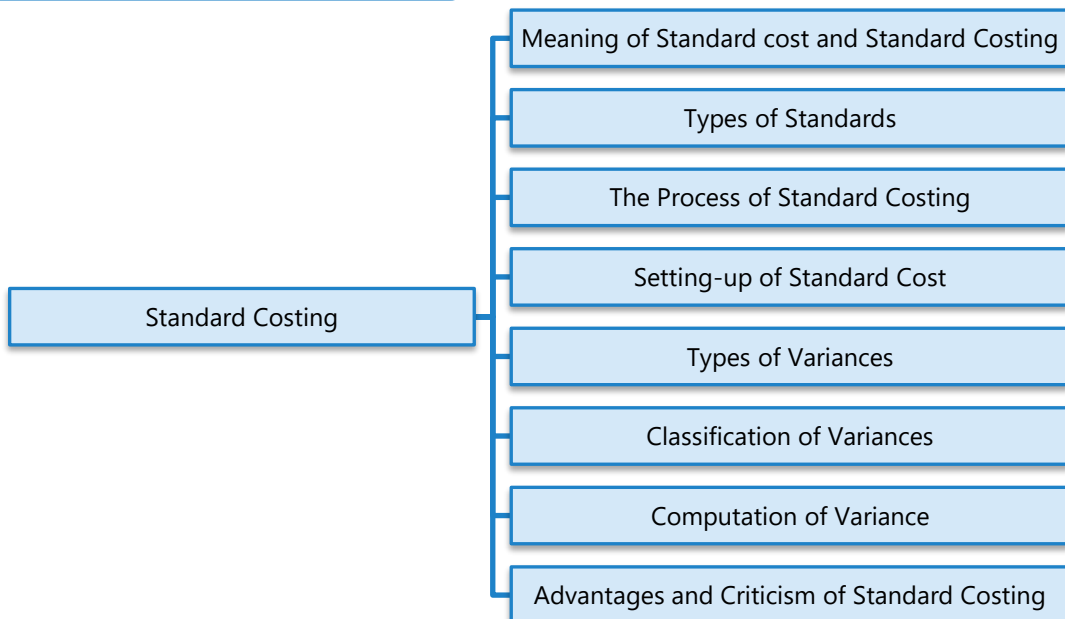 Meaning of Standard cost and Standard Costing
Types of Standards
The Process of Standard Costing
Setting-up of Standard Cost
Standard Costing
Types of Variances
Classification of Variances
Computation of Variance
Advantages and Criticism of Standard Costing